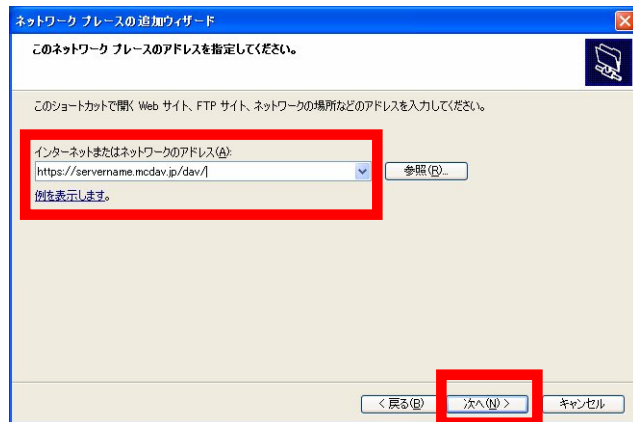 ネットワーク プレースの追加ウィザード
このネットワーク プレースのアドレスを指定してください。
このショートカットで開く Web サイト、FTP サイト、ネットワークの場所などのアドレスを入力してください。
インターネットまたはネットワークのアドレス(A):
https://servername.mcdav.jp/dav/
参照(R)...
例を表示します。
< 戻る(B) 次へ(N) > キャンセル